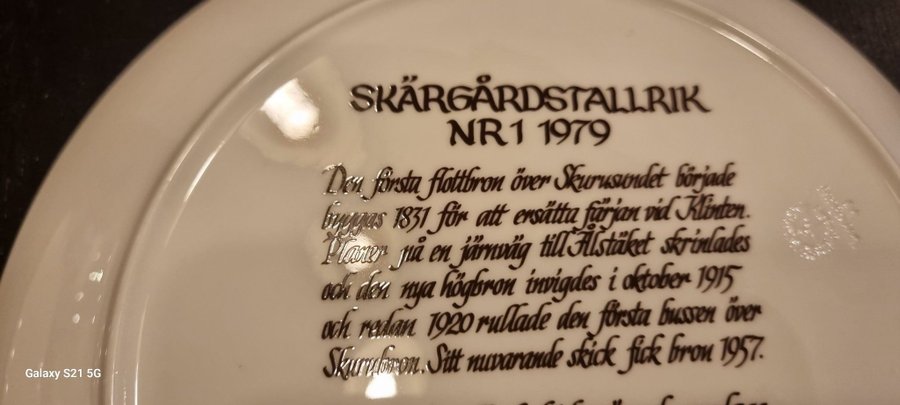 SKÄRGÅRDSTALLRIK
NR 1 1979
Den första flottbron över Skurusundet började
byggas 1831 för att ersätta färjan vid Klinten.
Planer på en järnväg till Ålstäket skrinlades
och den nya högbron invigdes i oktober 1915
och redan 1920 rullade den första bussen över
Skurubron. Sitt nuvarande skick fick bron 1957.
Galaxy S21 5G